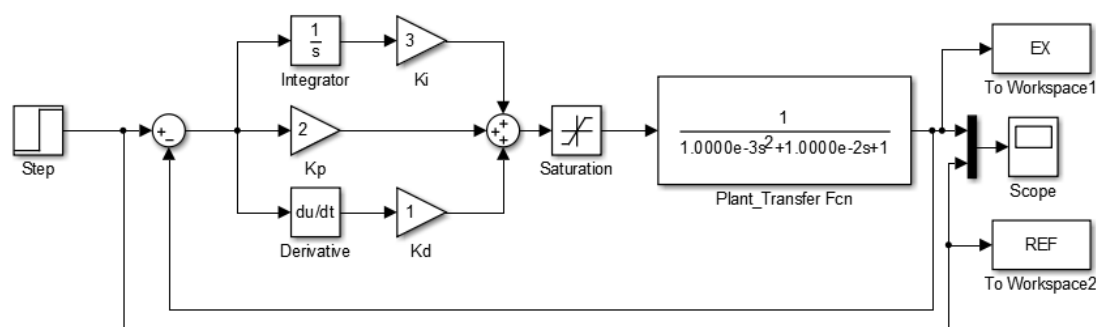 1
s
Integrator
3
Ki
EX
To Workspace1
Step
+
−
2
Kp
+
+
+
Saturation
1
1.0000e-3s²+1.0000e-2s+1
Plant_Transfer Fcn
Scope
du/dt
Derivative
1
Kd
REF
To Workspace2